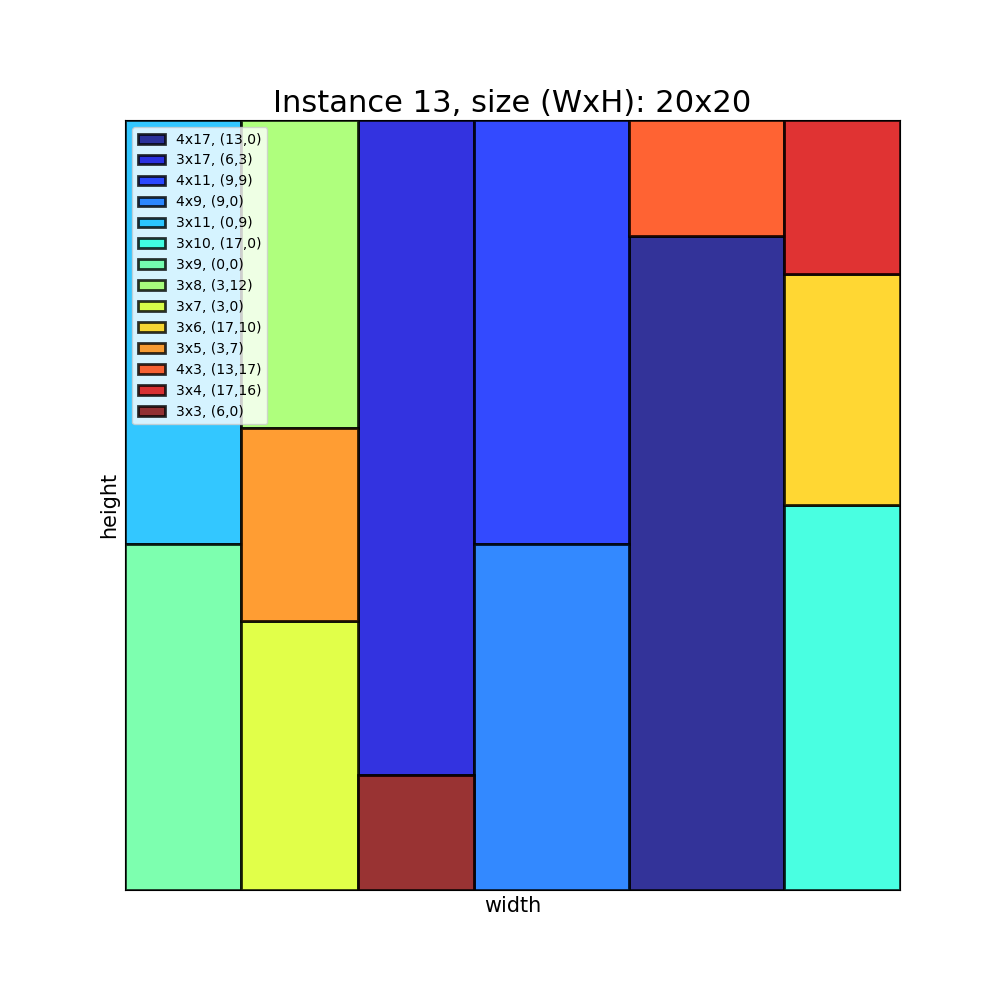 Instance 13, size (WxH): 20x20
4x17, (13,0)
3x17, (6,3)
4x11, (9,9)
4x9, (9,0)
3x11, (0,9)
3x10, (17,0)
3x9, (0,0)
3x8, (3,12)
3x7, (3,0)
3x6, (17,10)
3x5, (3,7)
4x3, (13,17)
3x4, (17,16)
3x3, (6,0)
height
width